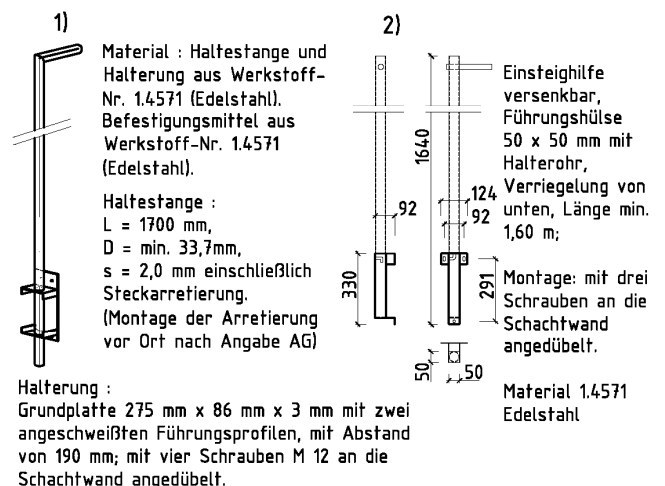 1)
Material : Haltestange und
Halterung aus Werkstoff-
Nr. 1.4571 (Edelstahl).
Befestigungsmittel aus
Werkstoff-Nr. 1.4571
(Edelstahl).
Haltestange :
L = 1700 mm,
D = min. 33,7mm,
s = 2,0 mm einschließlich
Steckarretierung.
(Montage der Arretierung
vor Ort nach Angabe AG)
Halterung :
Grundplatte 275 mm x 86 mm x 3 mm mit zwei
angeschweißten Führungsprofilen, mit Abstand
von 190 mm; mit vier Schrauben M 12 an die
Schachtwand angedübelt.
2)
1640
124
92
92
330
291
50
50
Einsteighilfe
versenkbar,
Führungshülse
50 x 50 mm mit
Halterohr,
Verriegelung von
unten, Länge min.
1,60 m;
Montage: mit drei
Schrauben an die
Schachtwand
angedübelt.
Material 1.4571
Edelstahl